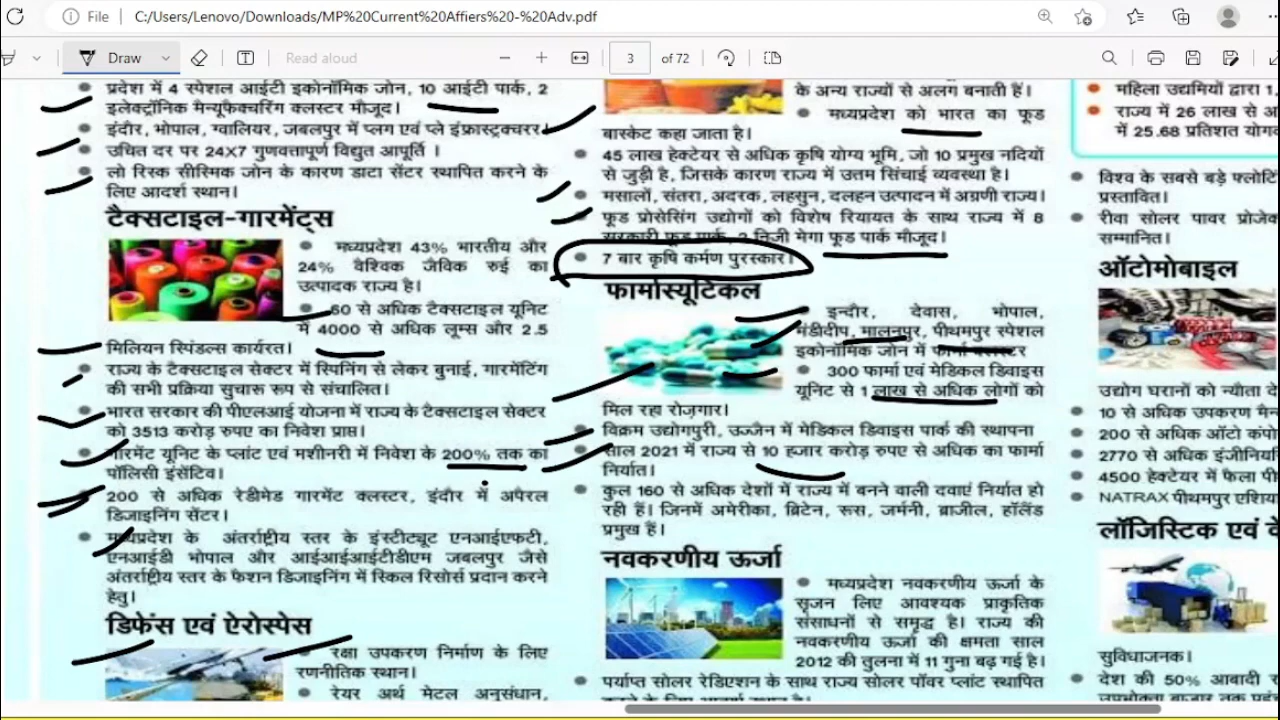 File
C:/Users/Lenovo/Downloads/MP%20Current%20Affiers%20-%20Adv.pdf
Draw
Read aloud
3
of 72
प्रदेश में 4 स्पेशल आईटी इकोनॉमिक जोन, 10 आईटी पार्क, 2
इलेक्ट्रॉनिक मैन्यूफैक्चरिंग क्लस्टर मौजूद।
इंदौर, भोपाल, ग्वालियर, जबलपुर में प्लग एवं प्ले इंफ्रास्ट्रक्चरर।
उचित दर पर 24X7 गुणवत्तापूर्ण विद्युत आपूर्ति ।
लो रिस्क सीस्मिक जोन के कारण डाटा सेंटर स्थापित करने के
लिए आदर्श स्थान।
टैक्सटाइल-गारमेंट्स
मध्यप्रदेश 43% भारतीय और
24% वैश्विक जैविक रुई का
उत्पादक राज्य है।
60 से अधिक टैक्सटाइल यूनिट
में 4000 से अधिक लूम्स और 2.5
मिलियन स्पिंडल्स कार्यरत।
राज्य के टैक्सटाइल सेक्टर में स्पिनिंग से लेकर बुनाई, गारमेंटिंग
की सभी प्रक्रिया सुचारू रूप से संचालित।
भारत सरकार की पीएलआई योजना में राज्य के टैक्सटाइल सेक्टर
को 3513 करोड़ रुपए का निवेश प्राप्त।
गारमेंट यूनिट के प्लांट एवं मशीनरी में निवेश के 200% तक का
पॉलिसी इंसेंटिव।
200 से अधिक रेडीमेड गारमेंट क्लस्टर, इंदौर में अपैरल
डिजाइनिंग सेंटर।
मध्यप्रदेश के अंतर्राष्ट्रीय स्तर के इंस्टीट्यूट एनआईएफटी,
एनआईडी भोपाल और आईआईआईटीडीएम जबलपुर जैसे
अंतर्राष्ट्रीय स्तर के फैशन डिजाइनिंग में स्किल रिसोर्स प्रदान करने
हेतु।
डिफेंस एवं ऐरोस्पेस
रक्षा उपकरण निर्माण के लिए
रणनीतिक स्थान।
रेयर अर्थ मेटल अनुसंधान,
के अन्य राज्यों से अलग बनाती हैं।
मध्यप्रदेश को भारत का फूड
बास्केट कहा जाता है।
45 लाख हेक्टेयर से अधिक कृषि योग्य भूमि, जो 10 प्रमुख नदियों
से जुड़ी है, जिसके कारण राज्य में उत्तम सिंचाई व्यवस्था है।
मसालों, संतरा, अदरक, लहसुन, दलहन उत्पादन में अग्रणी राज्य।
फूड प्रोसेसिंग उद्योगों को विशेष रियायत के साथ राज्य में 8
सरकारी फूड पार्क, 2 निजी मेगा फूड पार्क मौजूद।
7 बार कृषि कर्मण पुरस्कार।
फार्मास्यूटिकल
इन्दौर, देवास, भोपाल,
मंडीदीप, मालनपुर, पीथमपुर स्पेशल
इकोनॉमिक जोन में फार्मा क्लस्टर
300 फार्मा एवं मेडिकल डिवाइस
यूनिट से 1 लाख से अधिक लोगों को
मिल रहा रोज़गार।
विक्रम उद्योगपुरी, उज्जैन में मेडिकल डिवाइस पार्क की स्थापना
साल 2021 में राज्य से 10 हजार करोड़ रुपए से अधिक का फार्मा
निर्यात।
कुल 160 से अधिक देशों में राज्य में बनने वाली दवाएं निर्यात हो
रही हैं। जिनमें अमेरीका, ब्रिटेन, रूस, जर्मनी, ब्राजील, हॉलैंड
प्रमुख हैं।
नवकरणीय ऊर्जा
मध्यप्रदेश नवकरणीय ऊर्जा के
सृजन लिए आवश्यक प्राकृतिक
संसाधनों से समृद्ध है। राज्य की
नवकरणीय ऊर्जा की क्षमता साल
2012 की तुलना में 11 गुना बढ़ गई है।
पर्याप्त सोलर रेडिएशन के साथ राज्य सोलर पॉवर प्लांट स्थापित
महिला उद्यमियों द्वारा 1.
राज्य में 26 लाख से अ
में 25.68 प्रतिशत योग
विश्व के सबसे बड़े फ्लोटिं
प्रस्तावित।
रीवा सोलर पावर प्रोजे
सम्मानित।
ऑटोमोबाइल
उद्योग घरानों को न्यौता दे
10 से अधिक उपकरण मैन
200 से अधिक ऑटो कंपो
2770 से अधिक इंजीनिय
4500 हेक्टेयर में फैला पी
NATRAX पीथमपुर एशिय
लॉजिस्टिक एवं वे
सुविधाजनक।
देश की 50% आबादी र